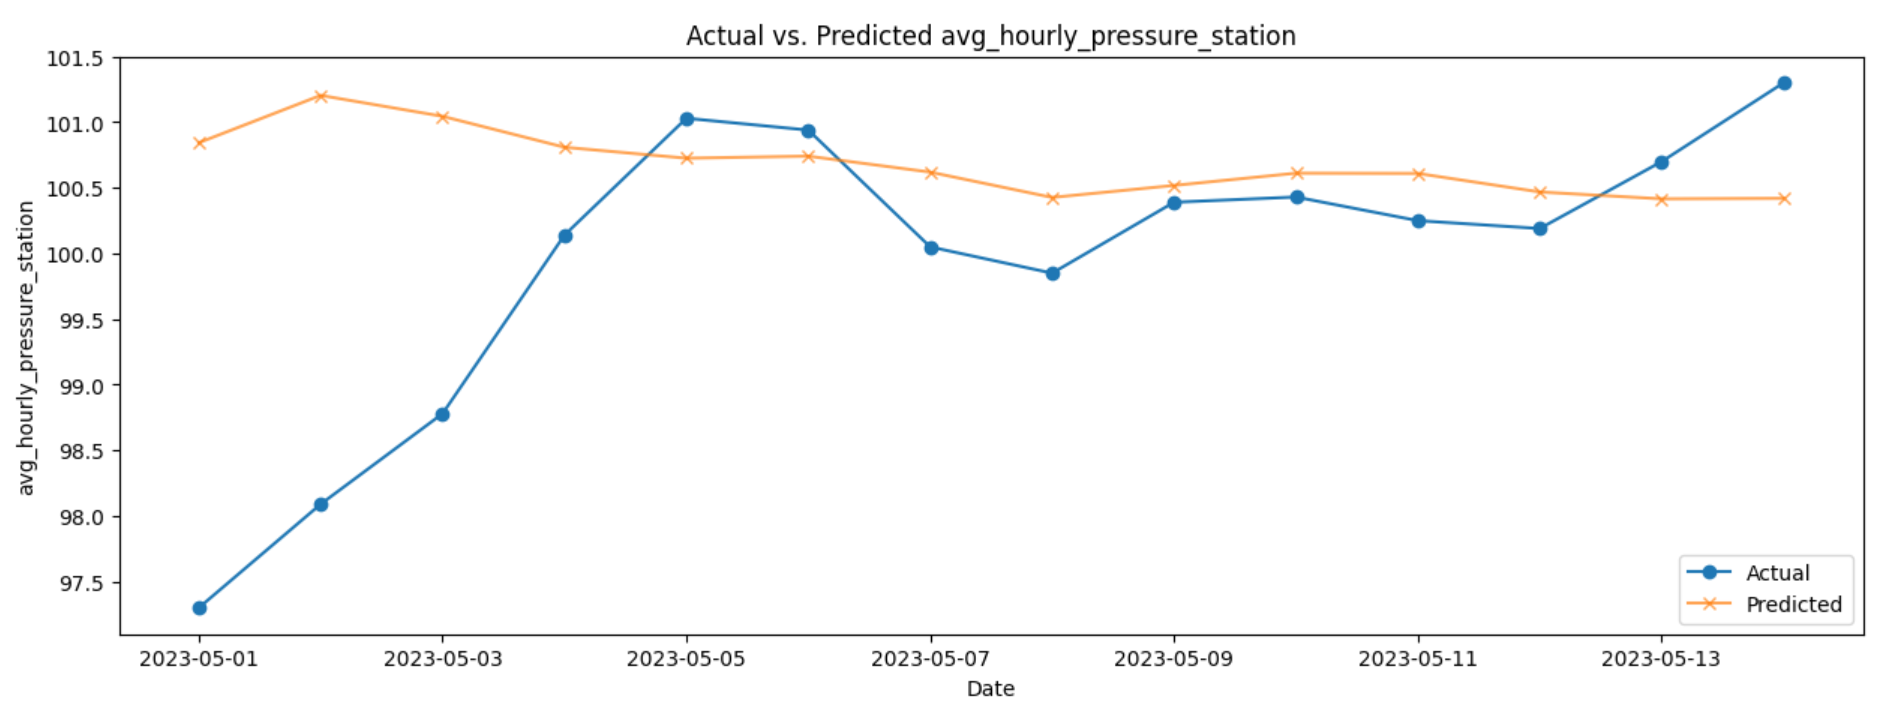 Actual vs. Predicted avg_hourly_pressure_station
avg_hourly_pressure_station
101.5
101.0
100.5
100.0
99.5
99.0
98.5
98.0
97.5
Actual
Predicted
2023-05-01 2023-05-03 2023-05-05 2023-05-07 2023-05-09 2023-05-11 2023-05-13
Date